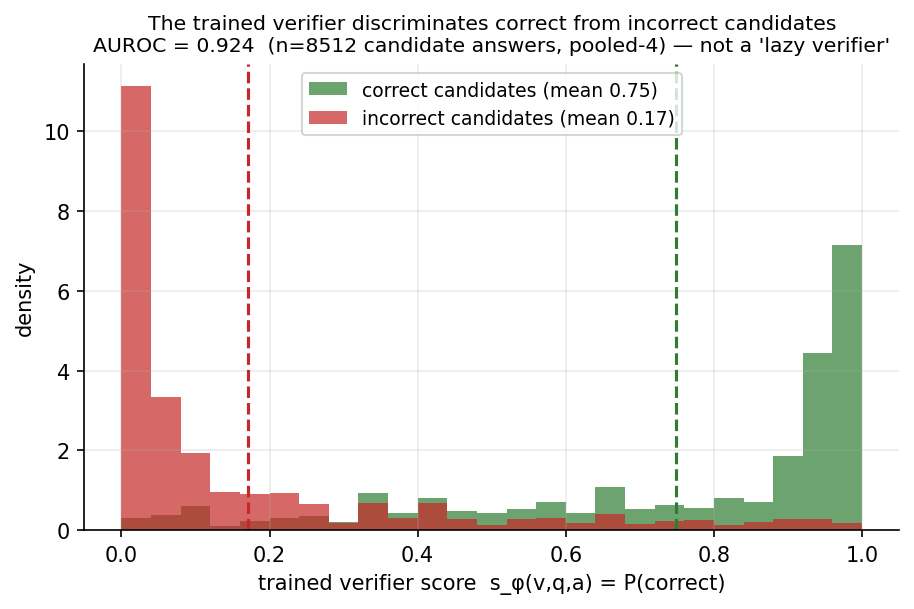 The trained verifier discriminates correct from incorrect candidates
AUROC = 0.924  (n=8512 candidate answers, pooled-4) — not a 'lazy verifier'
correct candidates (mean 0.75)
incorrect candidates (mean 0.17)
density
10
8
6
4
2
0
0.0 0.2 0.4 0.6 0.8 1.0
trained verifier score  s_φ(v,q,a) = P(correct)